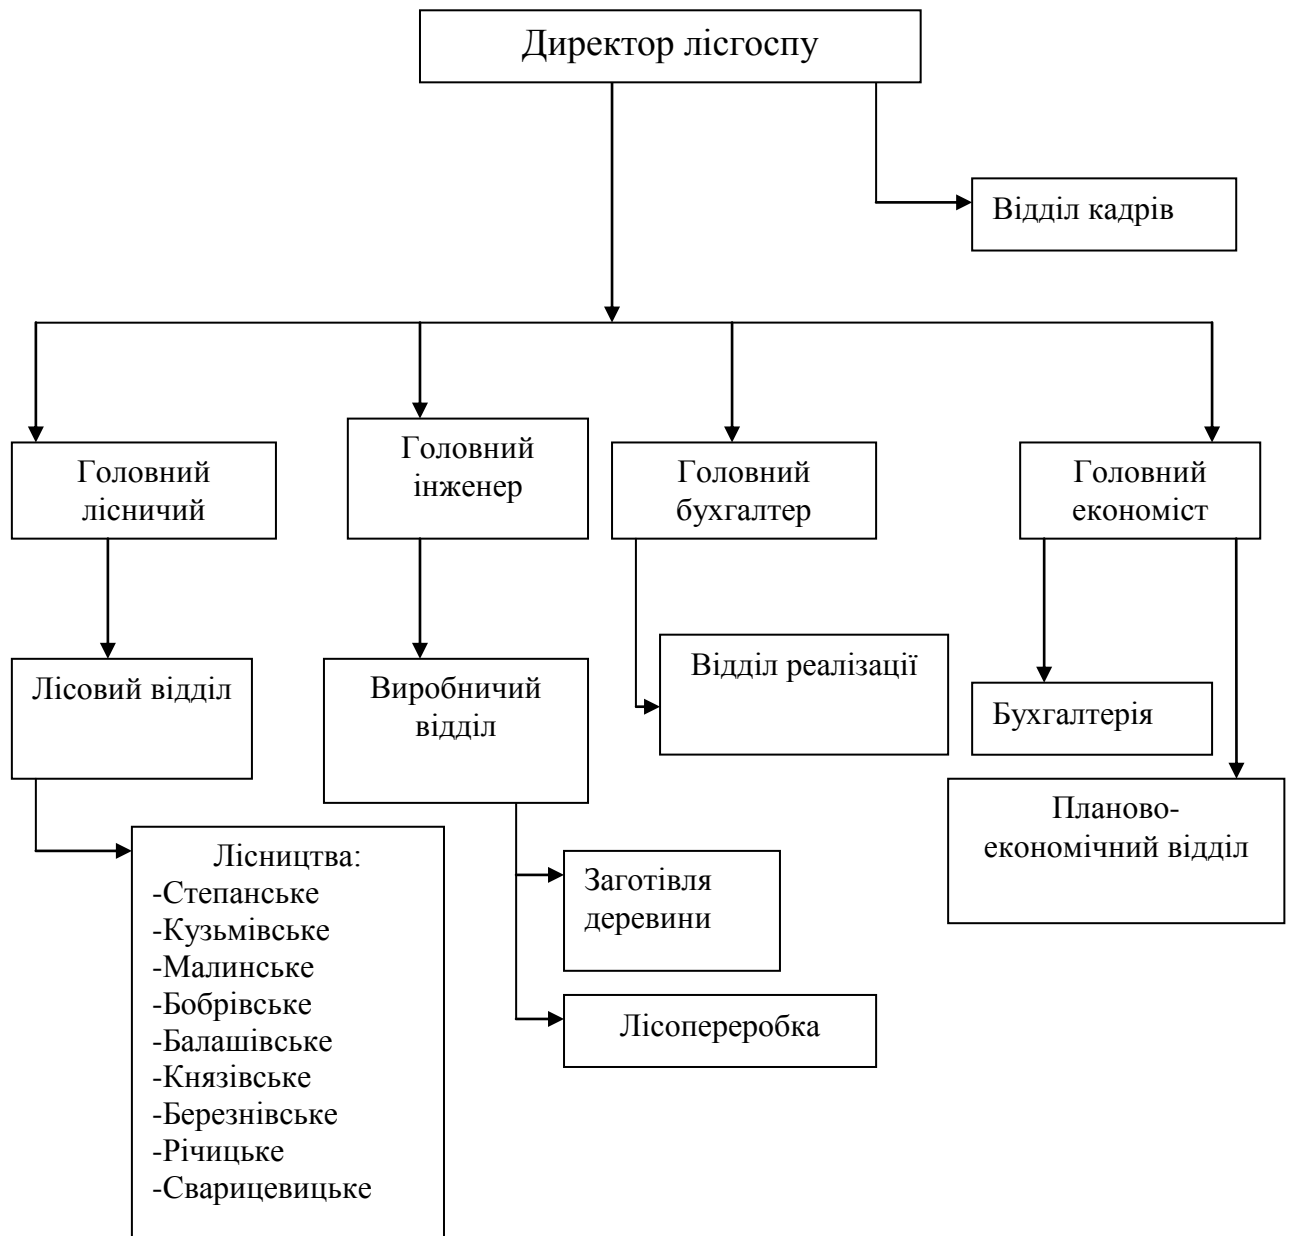 Директор лісгоспу
Відділ кадрів
Головний
лісничий
Головний
інженер
Головний
бухгалтер
Головний
економіст
Лісовий відділ
Виробничий
відділ
Відділ реалізації
Бухгалтерія
Планово-
економічний відділ
Лісництва:
-Степанське
-Кузьмівське
-Малинське
-Бобрівське
-Балашівське
-Князівське
-Березнівське
-Річицьке
-Сварицевицьке
Заготівля
деревини
Лісопереробка